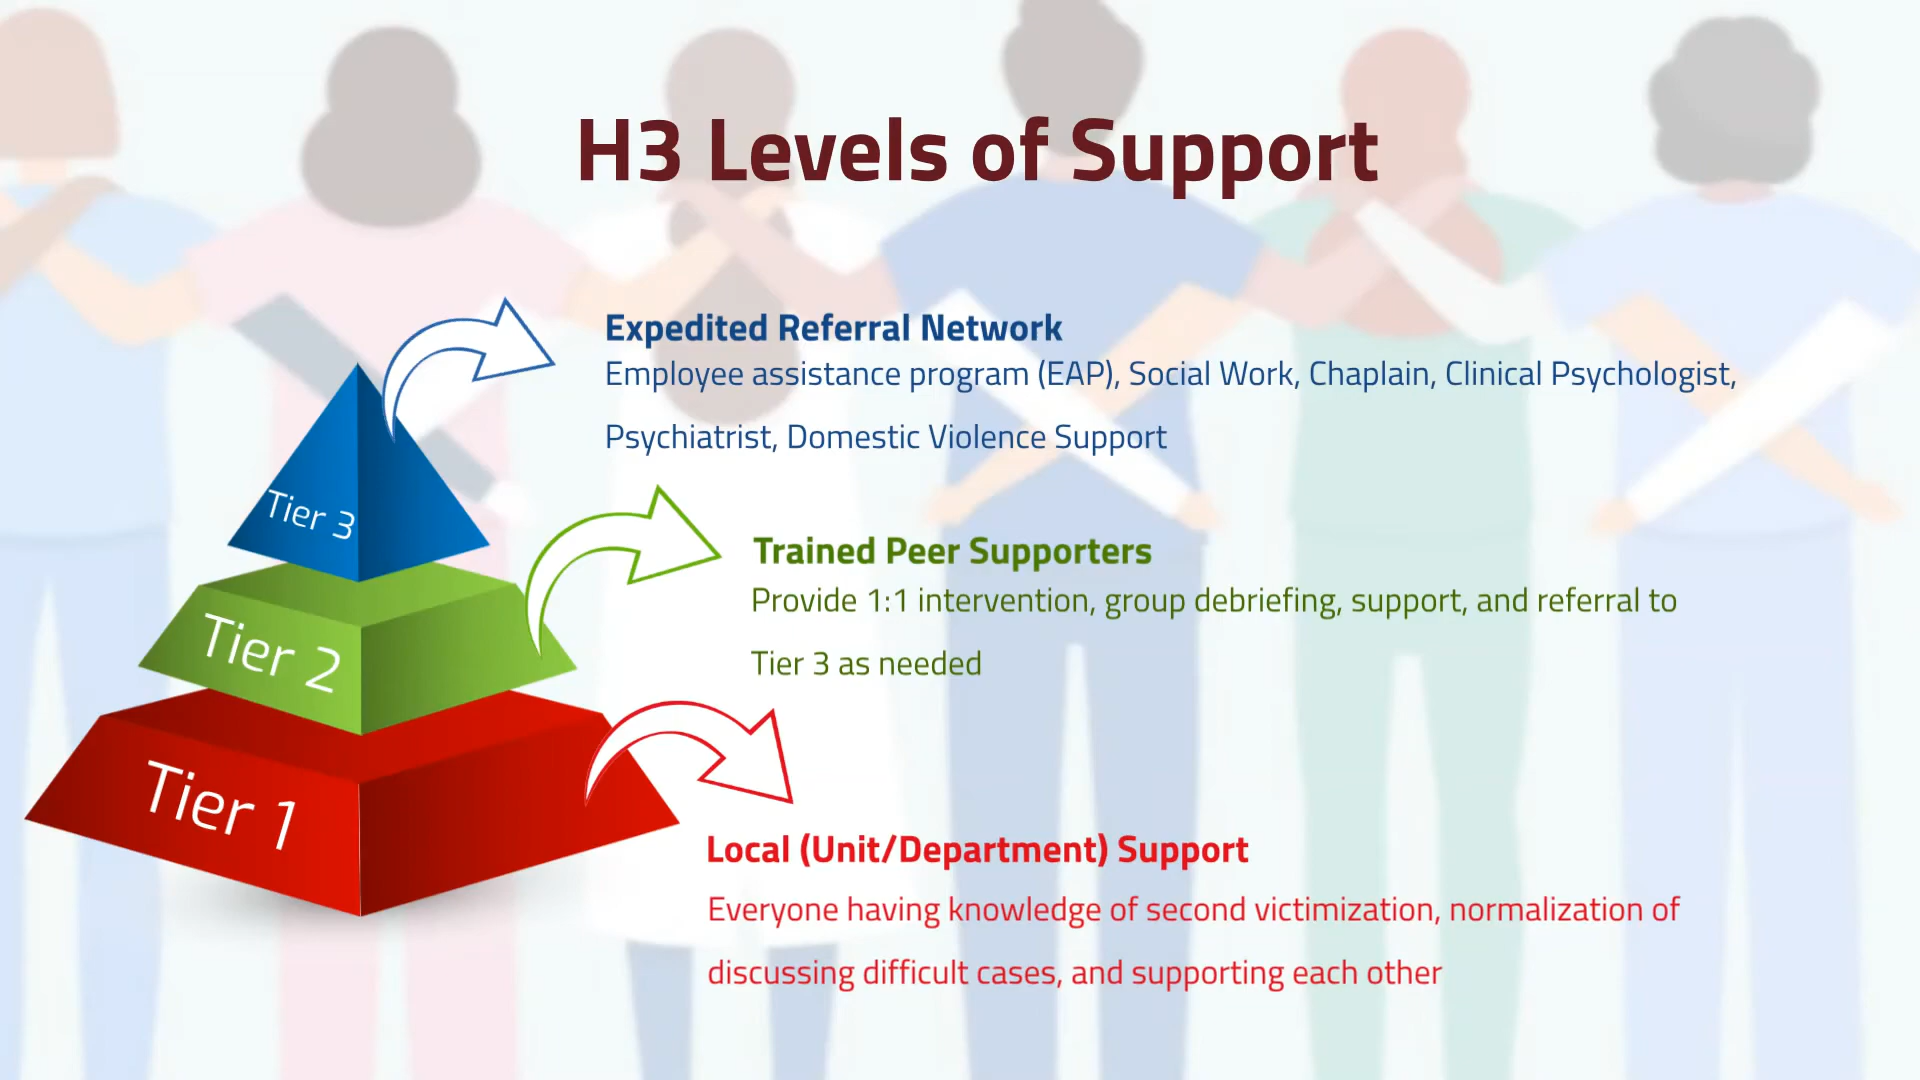 H3 Levels of Support
Expedited Referral Network
Employee assistance program (EAP), Social Work, Chaplain, Clinical Psychologist,
Psychiatrist, Domestic Violence Support
Tier 3
Trained Peer Supporters
Provide 1:1 intervention, group debriefing, support, and referral to
Tier 3 as needed
Tier 2
Tier 1
Local (Unit/Department) Support
Everyone having knowledge of second victimization, normalization of
discussing difficult cases, and supporting each other